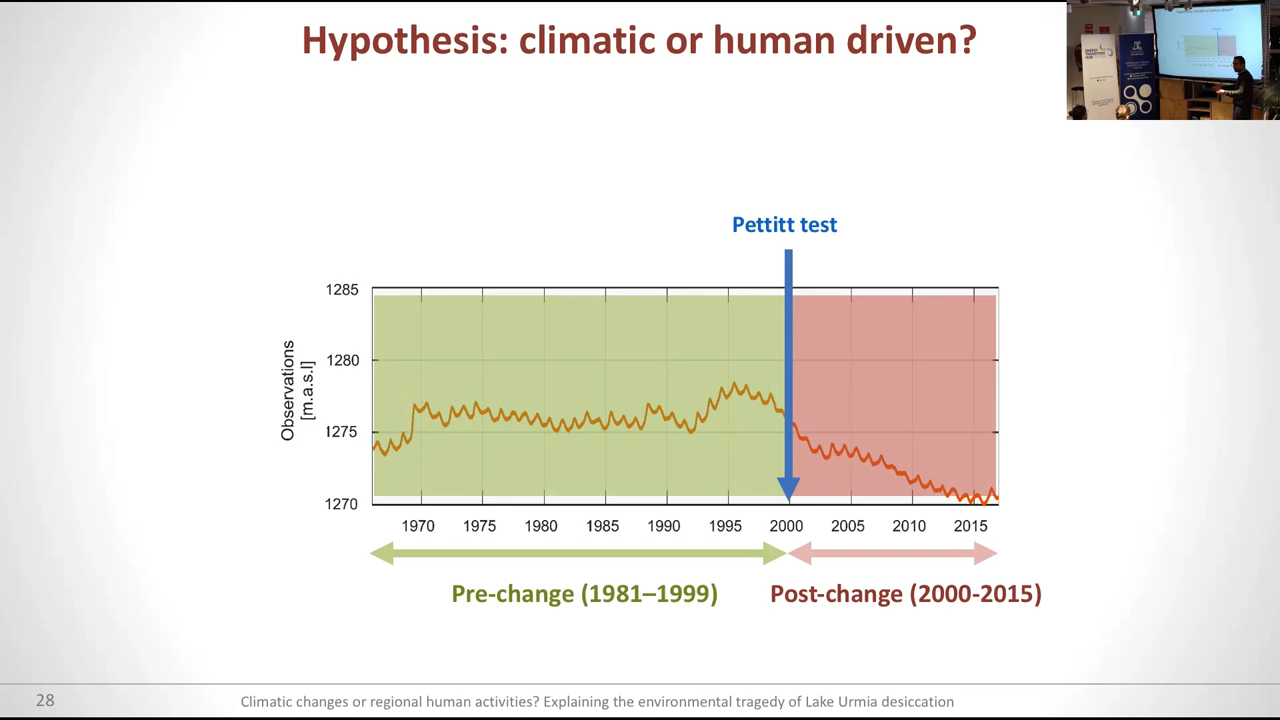 Hypothesis: climatic or human driven?
Pettitt test
Observations
[m.a.s.l]
1285
1280
1275
1270
1970 1975 1980 1985 1990 1995 2000 2005 2010 2015
Pre-change (1981–1999) Post-change (2000-2015)
28 Climatic changes or regional human activities? Explaining the environmental tragedy of Lake Urmia desiccation